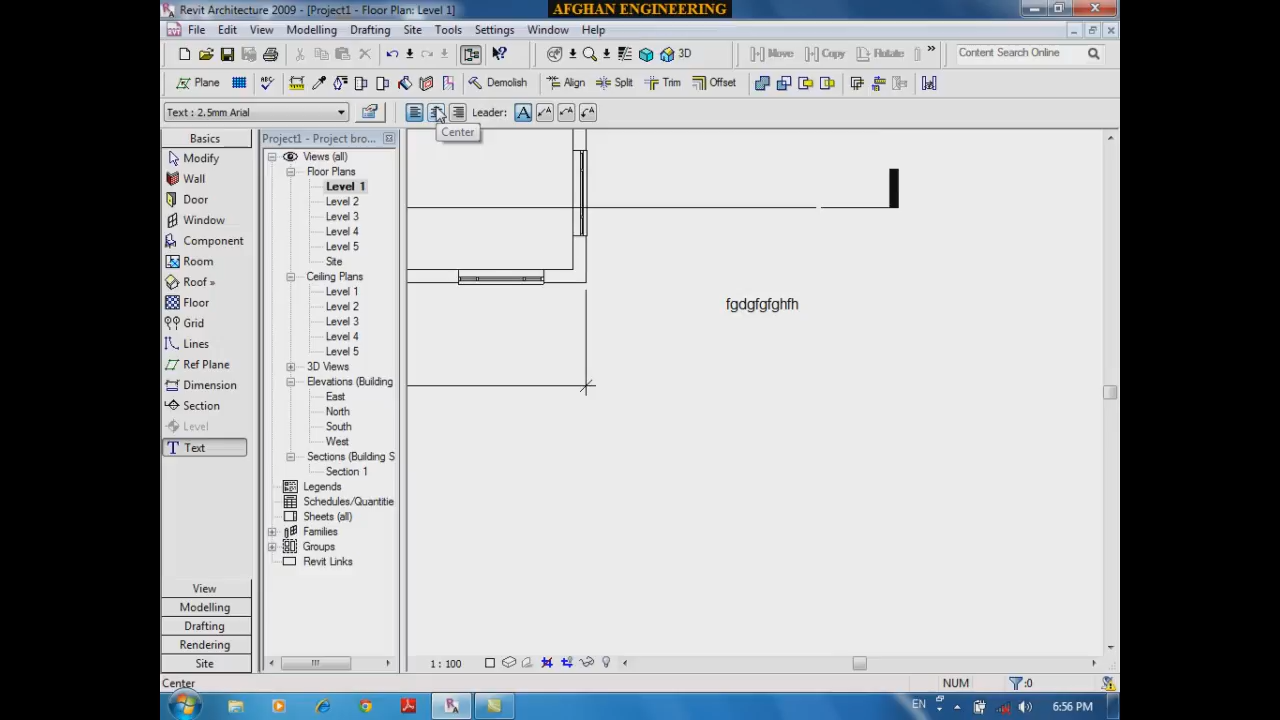 Revit Architecture 2009 - [Project1 - Floor Plan: Level 1]
AFGHAN ENGINEERING
File Edit View Modelling Drafting Site Tools Settings Window Help
3D Move Copy Rotate » Content Search Online
Plane Demolish Align Split Trim Offset
Text : 2.5mm Arial Leader: A
Center
Basics
Modify
Wall
Door
Window
Component
Room
Roof »
Floor
Grid
Lines
Ref Plane
Dimension
Section
Level
Text
View
Modelling
Drafting
Rendering
Site
Project1 - Project bro...
Views (all)
Floor Plans
Level 1
Level 2
Level 3
Level 4
Level 5
Site
Ceiling Plans
Level 1
Level 2
Level 3
Level 4
Level 5
3D Views
Elevations (Building
East
North
South
West
Sections (Building S
Section 1
Legends
Schedules/Quantitie
Sheets (all)
Families
Groups
Revit Links
fgdgfgfghfh
1 : 100
Center NUM :0
EN 6:56 PM